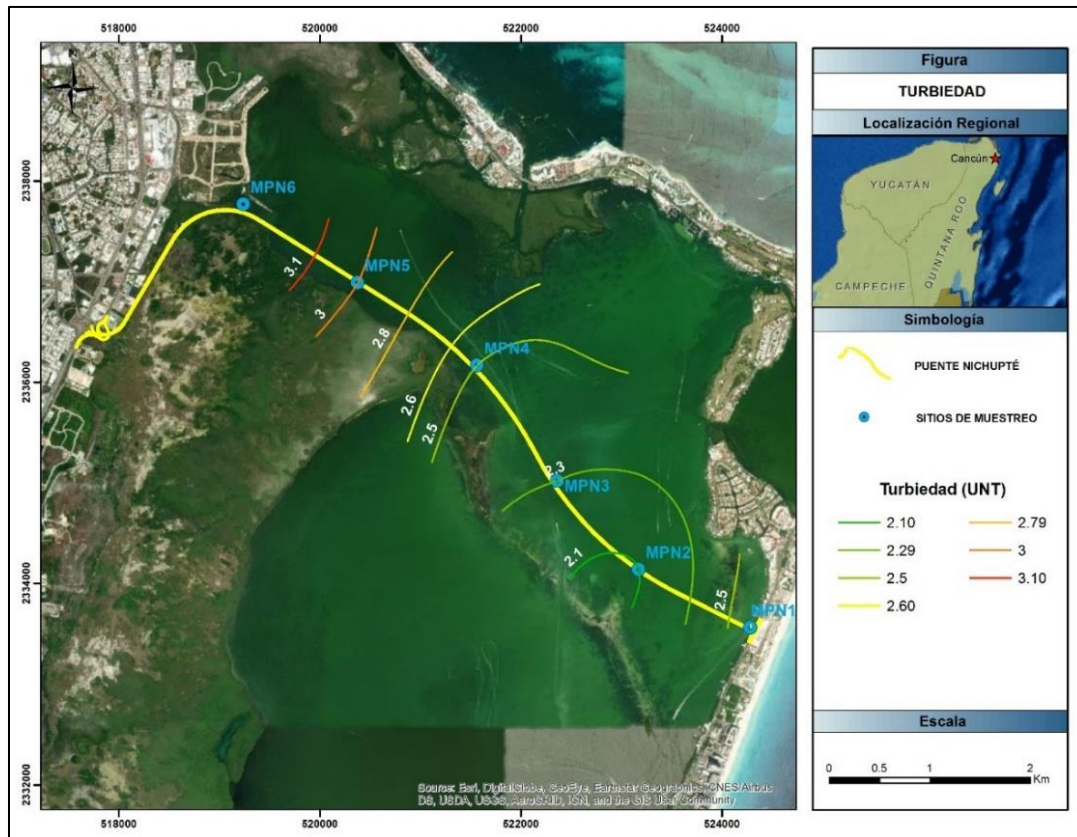 518000 520000 522000 524000
2338000
2336000
2334000
2332000
518000 520000 522000 524000
N
MPN6
3.1
MPN5
3
2.8
MPN4
2.6
2.5
2.3
MPN3
MPN2
2.1
2.5
MPN1
Source: Esri, DigitalGlobe, GeoEye, Earthstar Geographics, CNES/Airbus
DS, USDA, USGS, AeroGRID, IGN, and the GIS User Community
Figura
TURBIEDAD
Localización Regional
Cancún
YUCATÁN
QUINTANA ROO
CAMPECHE
Simbología
PUENTE NICHUPTÉ
SITIOS DE MUESTREO
Turbiedad (UNT)
2.10 2.79
2.29 3
2.5 3.10
2.60
Escala
0 0.5 1 2
Km